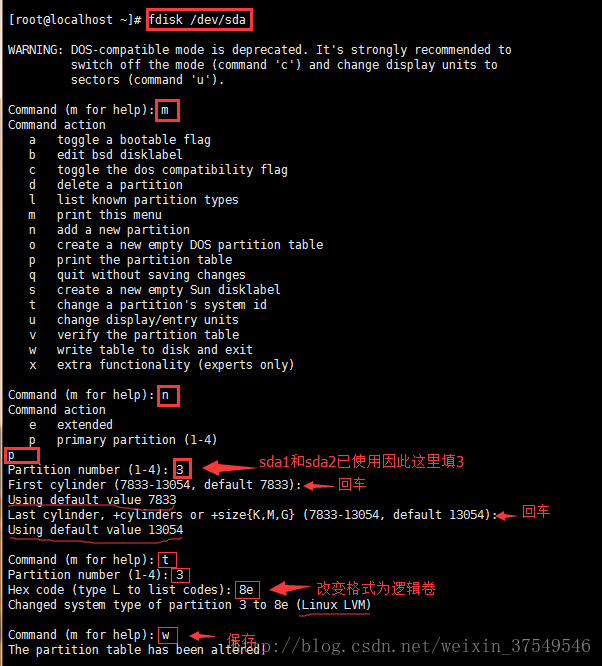 [root@localhost ~]# fdisk /dev/sda
WARNING: DOS-compatible mode is deprecated. It's strongly recommended to
switch off the mode (command 'c') and change display units to
sectors (command 'u').
Command (m for help): m
Command action
a toggle a bootable flag
b edit bsd disklabel
c toggle the dos compatibility flag
d delete a partition
l list known partition types
m print this menu
n add a new partition
o create a new empty DOS partition table
p print the partition table
q quit without saving changes
s create a new empty Sun disklabel
t change a partition's system id
u change display/entry units
v verify the partition table
w write table to disk and exit
x extra functionality (experts only)
Command (m for help): n
Command action
e extended
p primary partition (1-4)
p
Partition number (1-4): 3 sda1和sda2已使用因此这里填3
First cylinder (7833-13054, default 7833): 回车
Using default value 7833
Last cylinder, +cylinders or +size{K,M,G} (7833-13054, default 13054): 回车
Using default value 13054
Command (m for help): t
Partition number (1-4): 3
Hex code (type L to list codes): 8e 改变格式为逻辑卷
Changed system type of partition 3 to 8e (Linux LVM)
Command (m for help): w 保存 http://blog.csdn.net/weixin_37549546
The partition table has been altered!